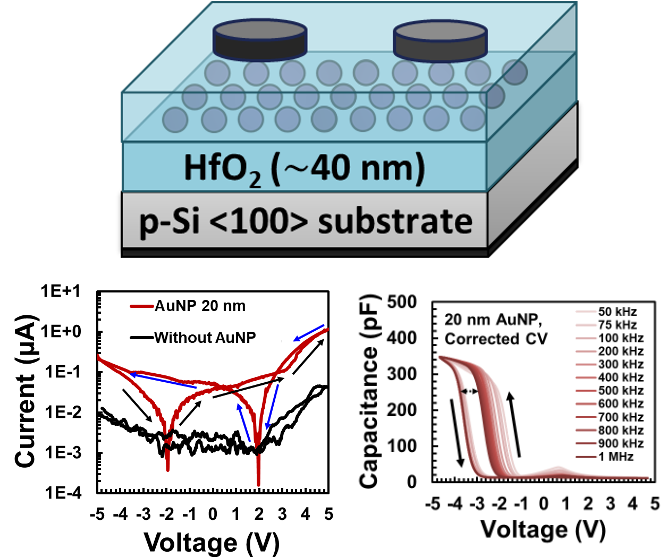 HfO₂ (~40 nm)
p-Si <100> substrate
1E+1
1E+0
1E-1
1E-2
1E-3
1E-4
Current (μA)
AuNP 20 nm
Without AuNP
-5 -4 -3 -2 -1 0 1 2 3 4 5
Voltage (V)
500
400
300
200
100
0
Capacitance (pF)
20 nm AuNP,
Corrected CV
50 kHz
75 kHz
100 kHz
200 kHz
300 kHz
400 kHz
500 kHz
600 kHz
700 kHz
800 kHz
900 kHz
1 MHz
-5 -4 -3 -2 -1 0 1 2 3 4 5
Voltage (V)